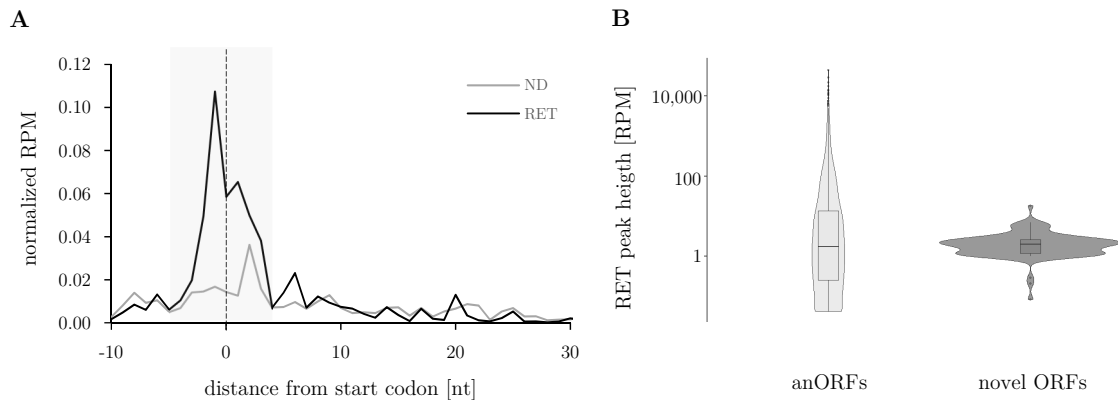 A
B
normalized RPM
0.12
0.10
0.08
0.06
0.04
0.02
0.00
-10
0
10
20
30
distance from start codon [nt]
ND
RET
RET peak heigth [RPM]
10,000
100
1
anORFs
novel ORFs